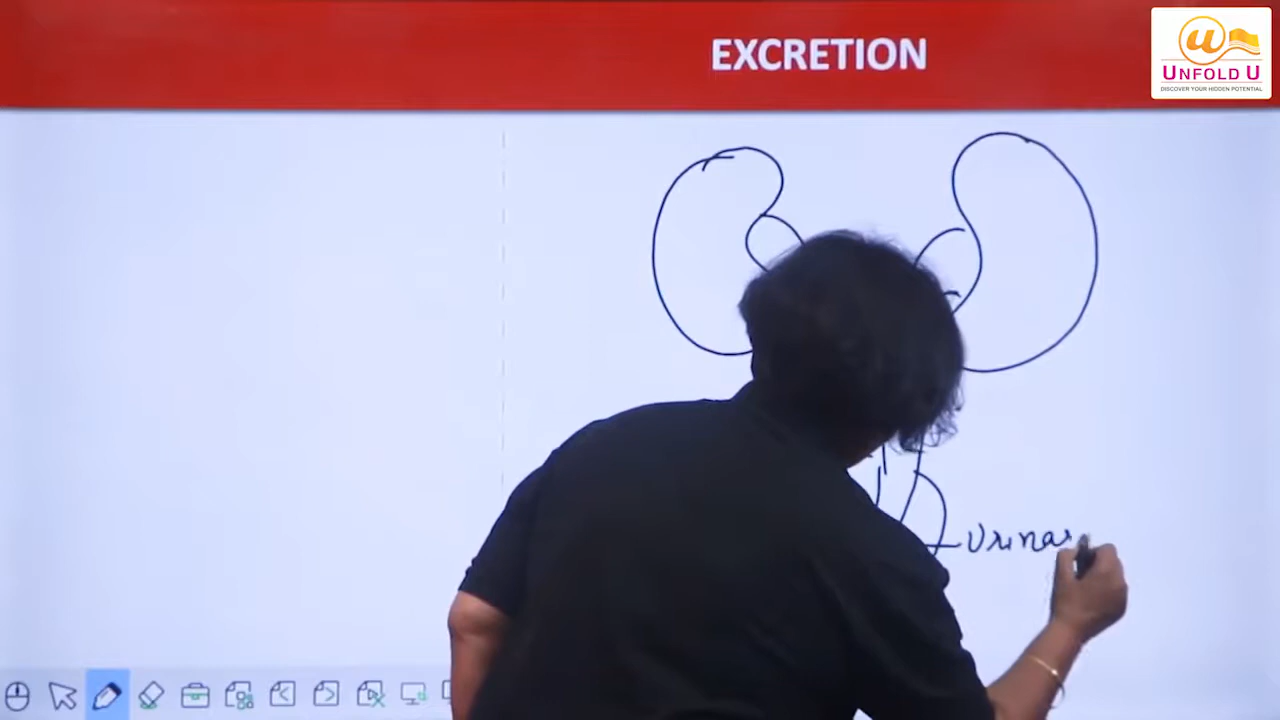 EXCRETION
u
UNFOLD U
DISCOVER YOUR HIDDEN POTENTIAL
Urinar